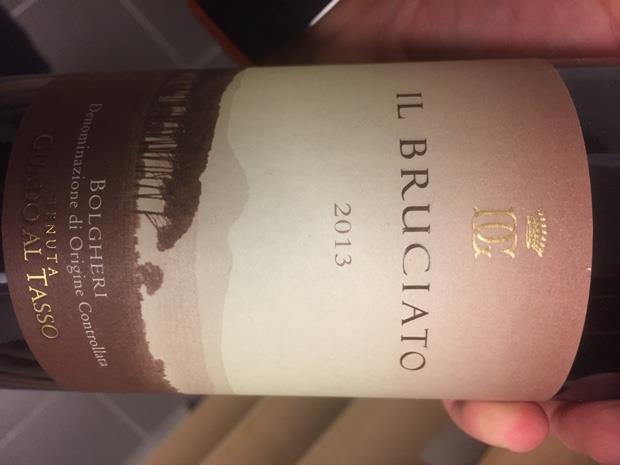 IL BRUCIATO
2013
BOLGHERI
Denominazione di Origine Controllata
TENUTA
GUADO AL TASSO